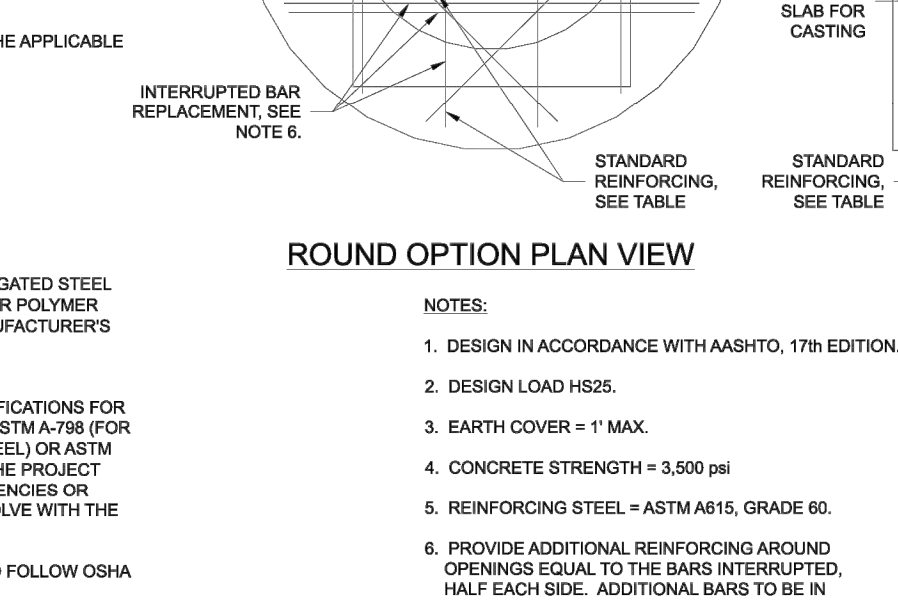 HE APPLICABLE
SLAB FOR
CASTING
INTERRUPTED BAR
REPLACEMENT, SEE
NOTE 6.
STANDARD
REINFORCING,
SEE TABLE
STANDARD
REINFORCING,
SEE TABLE
ROUND OPTION PLAN VIEW
GATED STEEL
R POLYMER
UFACTURER'S
FICATIONS FOR
STM A-798 (FOR
EEL) OR ASTM
HE PROJECT
ENCIES OR
OLVE WITH THE
FOLLOW OSHA
NOTES:
1. DESIGN IN ACCORDANCE WITH AASHTO, 17th EDITION.
2. DESIGN LOAD HS25.
3. EARTH COVER = 1' MAX.
4. CONCRETE STRENGTH = 3,500 psi
5. REINFORCING STEEL = ASTM A615, GRADE 60.
6. PROVIDE ADDITIONAL REINFORCING AROUND
OPENINGS EQUAL TO THE BARS INTERRUPTED,
HALF EACH SIDE. ADDITIONAL BARS TO BE IN